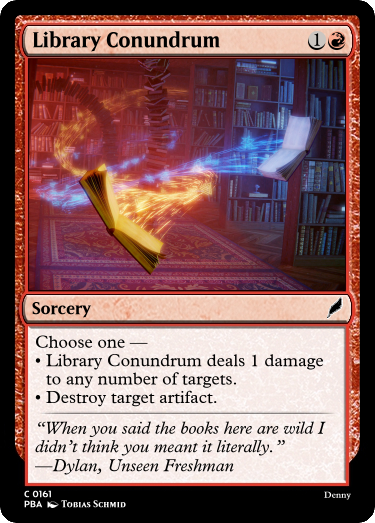 Library Conundrum 1
Sorcery
Choose one —
• Library Conundrum deals 1 damage
to any number of targets.
• Destroy target artifact.
“When you said the books here are wild I
didn’t think you meant it literally.”
—Dylan, Unseen Freshman
C 0161
PBA Tobias Schmid
Denny